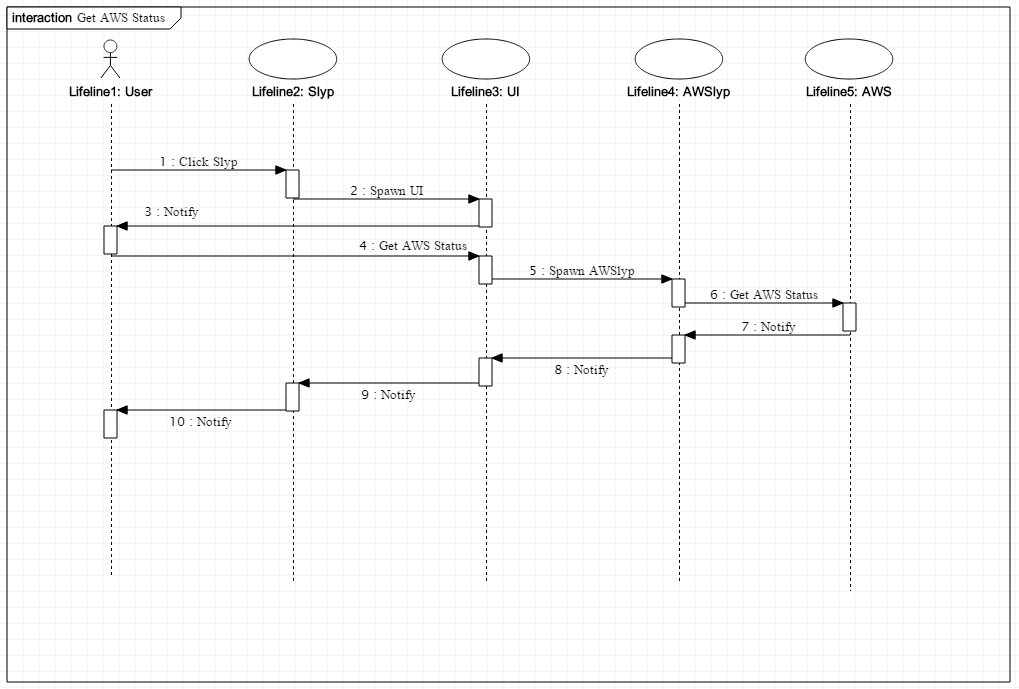 interaction Get AWS Status
Lifeline1: User
Lifeline2: Slyp
Lifeline3: UI
Lifeline4: AWSlyp
Lifeline5: AWS
1 : Click Slyp
2 : Spawn UI
3 : Notify
4 : Get AWS Status
5 : Spawn AWSlyp
6 : Get AWS Status
7 : Notify
8 : Notify
9 : Notify
10 : Notify